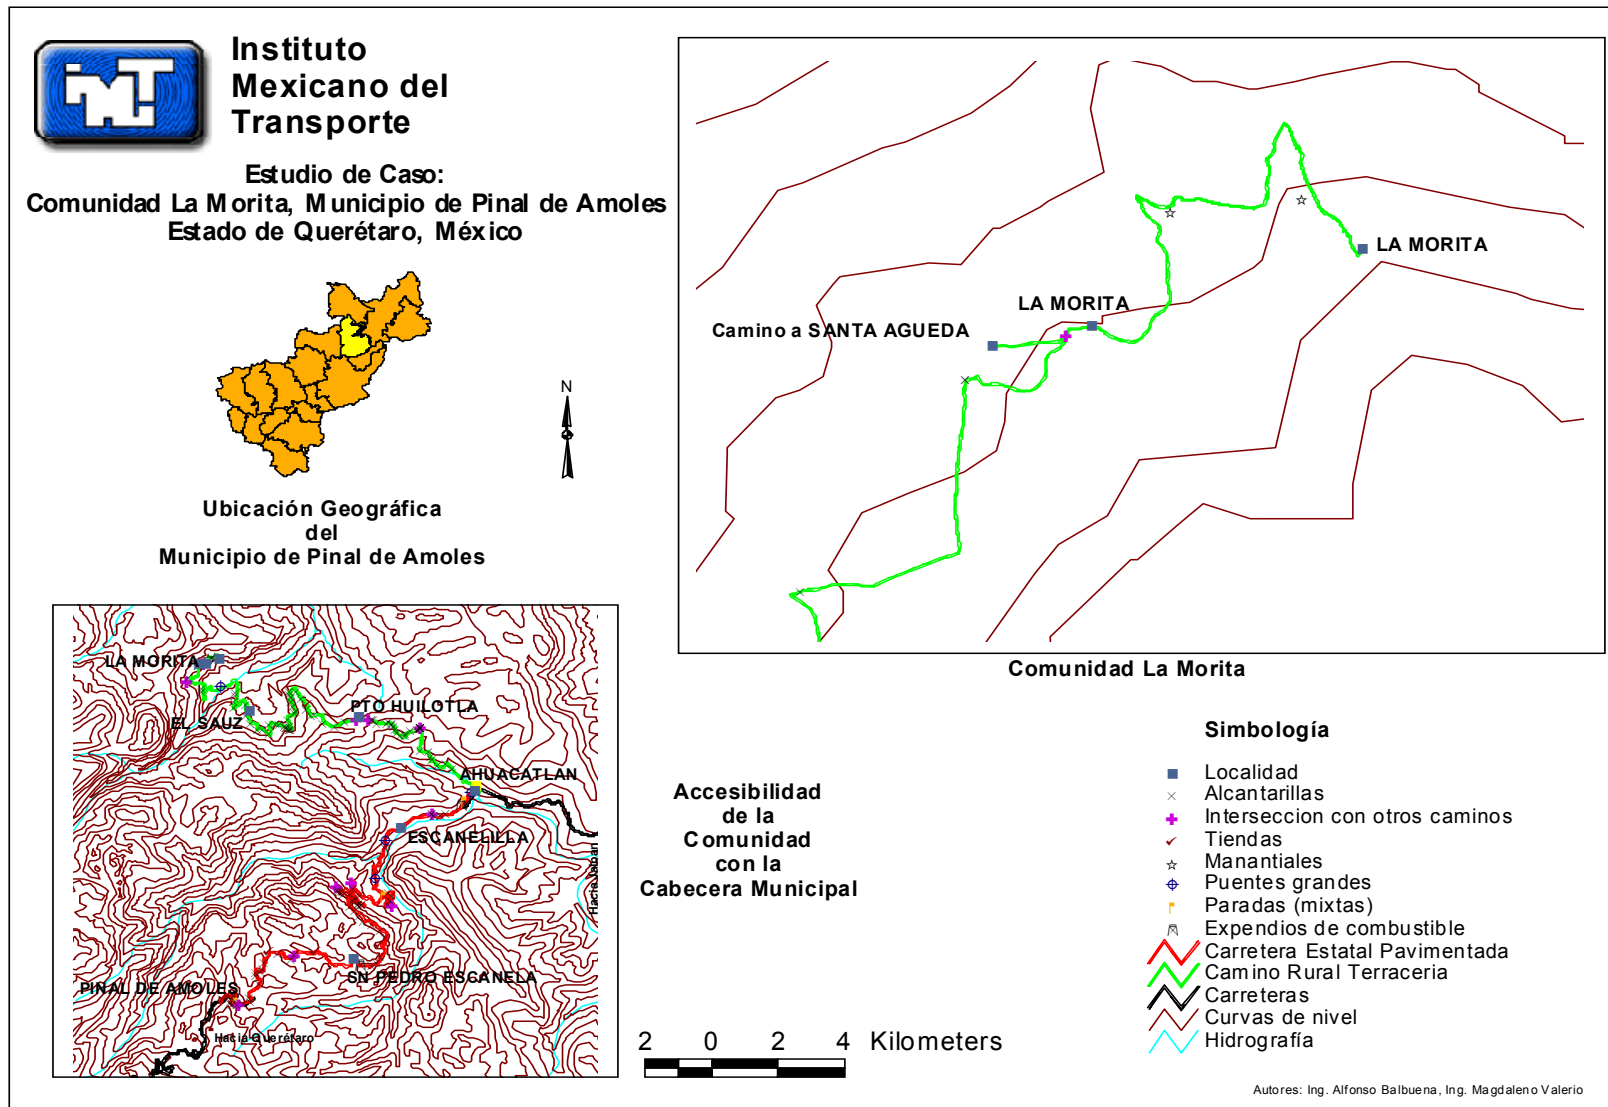 iMT
Instituto
Mexicano del
Transporte
Estudio de Caso:
Comunidad La Morita, Municipio de Pinal de Amoles
Estado de Querétaro, México
N
Ubicación Geográfica
del
Municipio de Pinal de Amoles
LA MORITA
LA MORITA
Camino a SANTA AGUEDA
Comunidad La Morita
LA MORITA
PTO HUILOTLA
EL SAUZ
AHUACATLAN
ESCANELILLA
Hacia Jalpan
SN PEDRO ESCANELA
PINAL DE AMOLES
Hacia Querétaro
Accesibilidad
de la
Comunidad
con la
Cabecera Municipal
2 0 2 4 Kilometers
Simbología
Localidad
Alcantarillas
Interseccion con otros caminos
Tiendas
Manantiales
Puentes grandes
Paradas (mixtas)
Expendios de combustible
Carretera Estatal Pavimentada
Camino Rural Terraceria
Carreteras
Curvas de nivel
Hidrografía
Autores: Ing. Alfonso Balbuena, Ing. Magdaleno Valerio